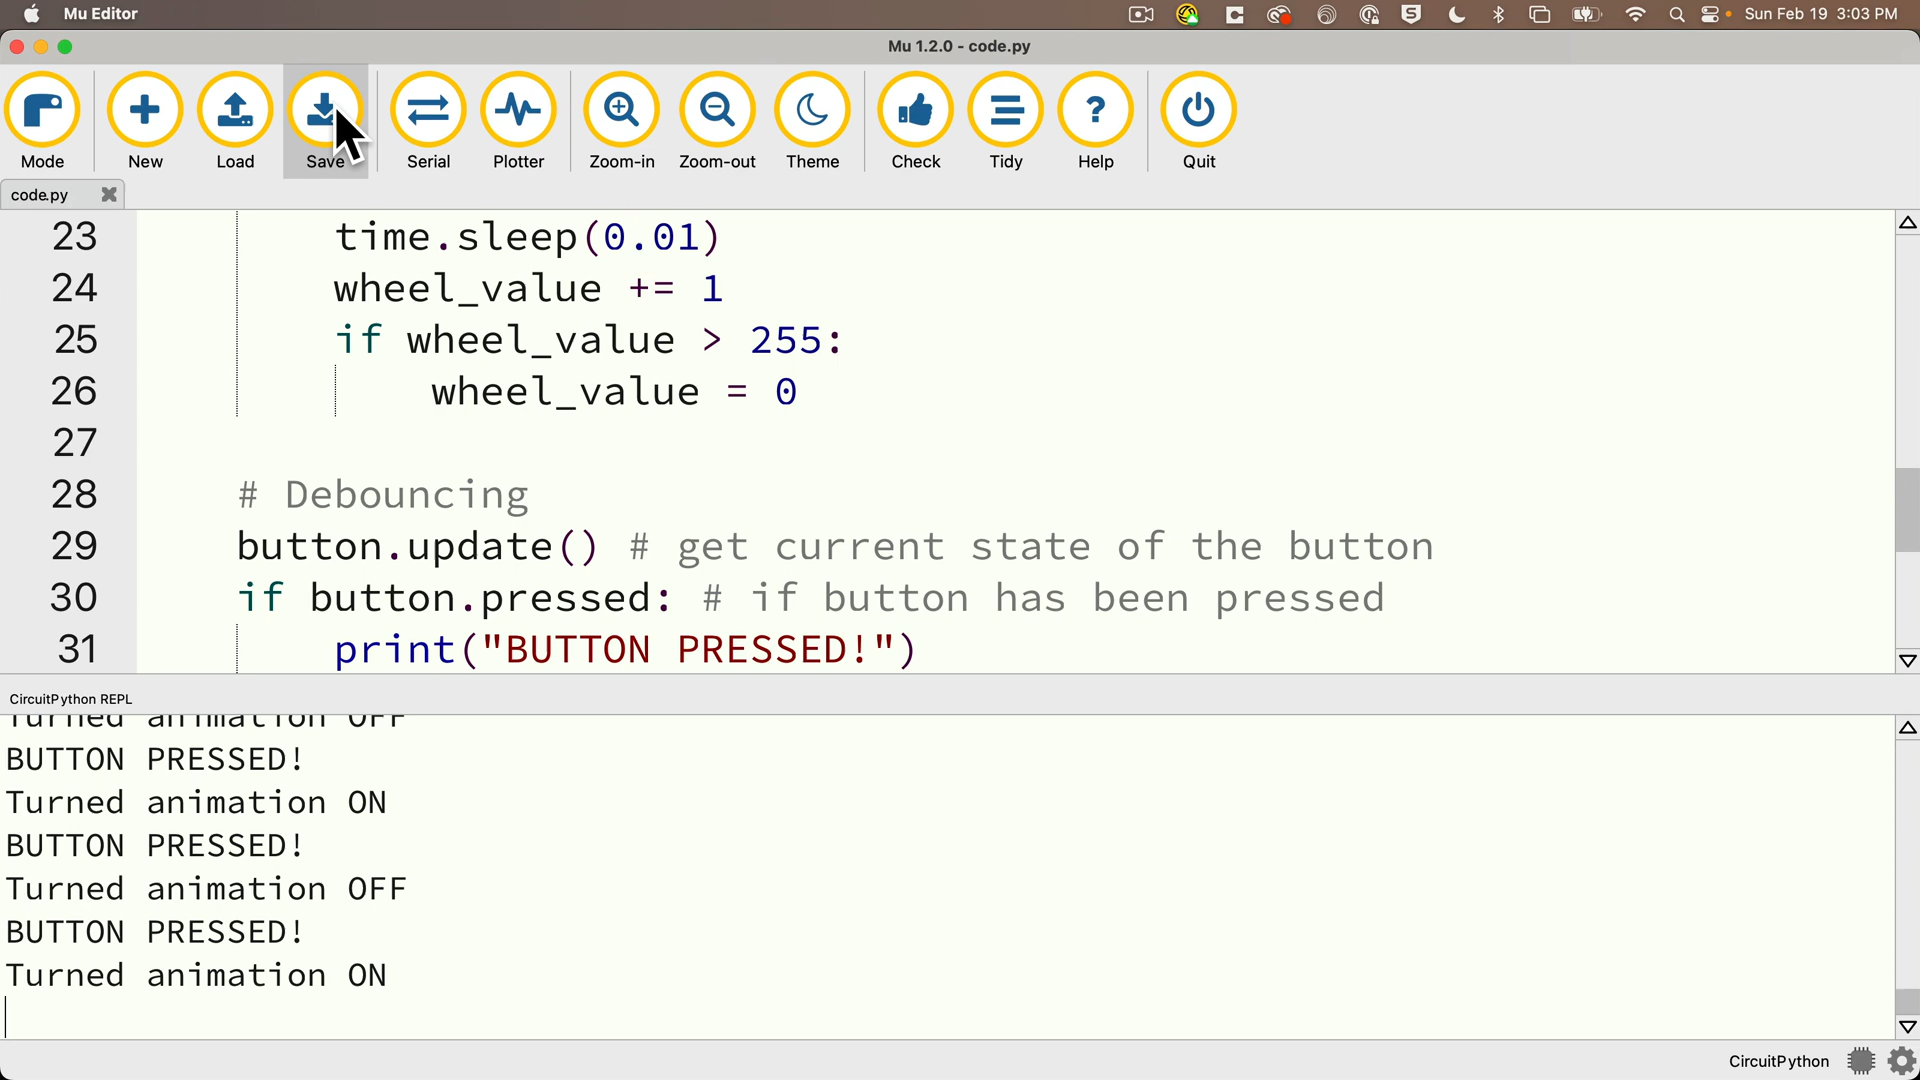 Mu Editor
Sun Feb 19 3:03 PM
Mu 1.2.0 - code.py
Mode
New
Load
Save
Serial
Plotter
Zoom-in
Zoom-out
Theme
Check
Tidy
Help
Quit
code.py
23 time.sleep(0.01)
24 wheel_value += 1
25 if wheel_value > 255:
26 wheel_value = 0
27
28 # Debouncing
29 button.update() # get current state of the button
30 if button.pressed: # if button has been pressed
31 print("BUTTON PRESSED!")
CircuitPython REPL
Turned animation OFF
BUTTON PRESSED!
Turned animation ON
BUTTON PRESSED!
Turned animation OFF
BUTTON PRESSED!
Turned animation ON
CircuitPython